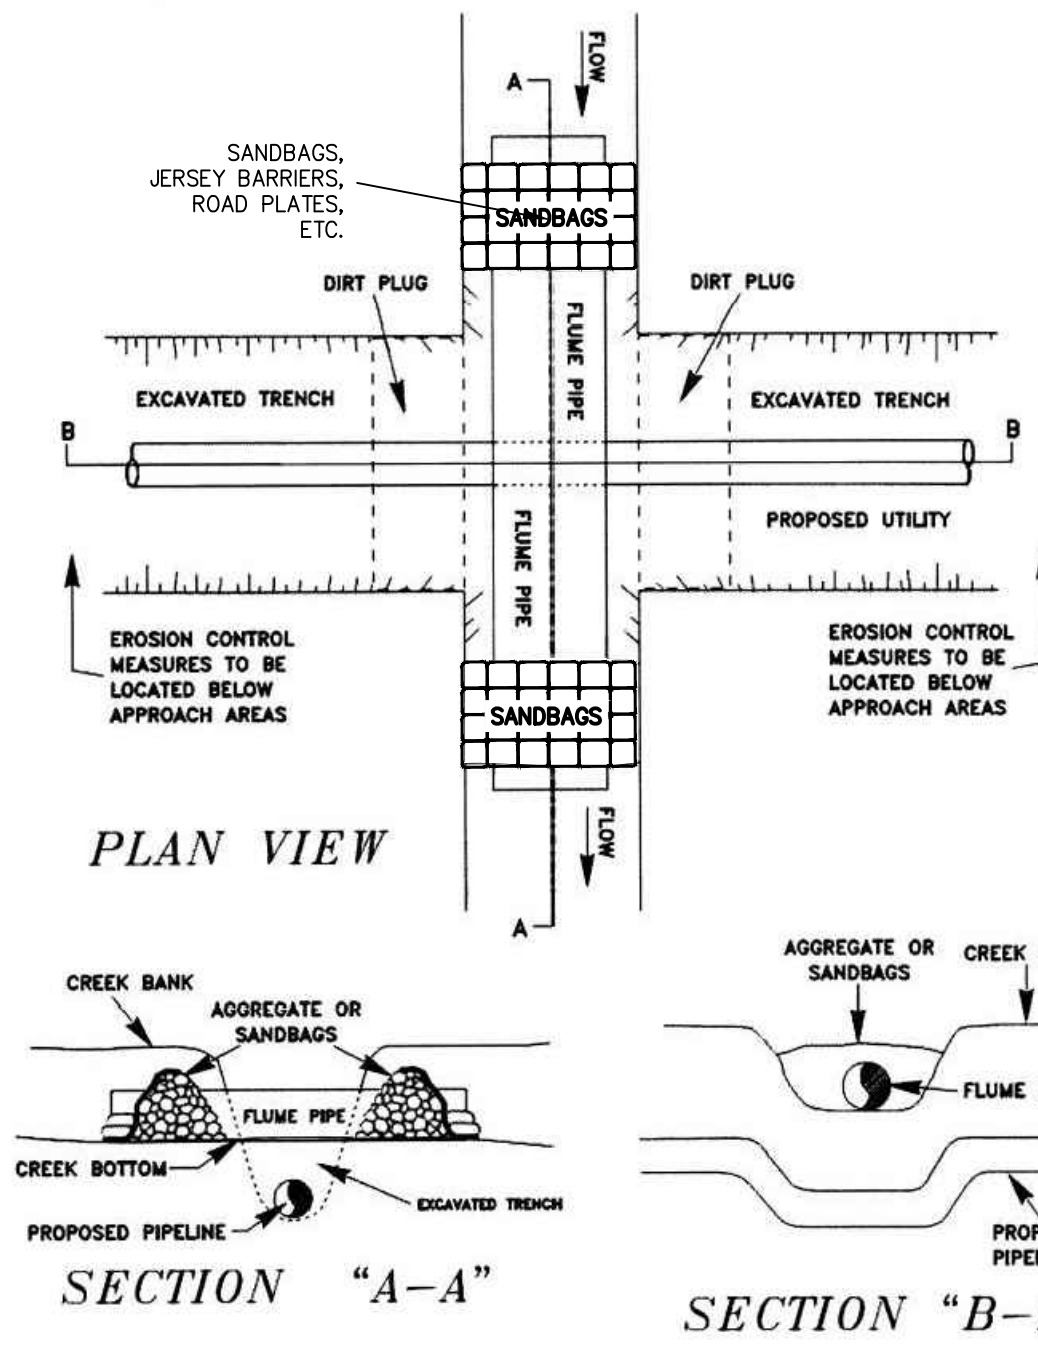 FLOW
A
SANDBAGS,
JERSEY BARRIERS,
ROAD PLATES,
ETC.
SANDBAGS
DIRT PLUG
DIRT PLUG
FLUME PIPE
EXCAVATED TRENCH
EXCAVATED TRENCH
B
B
FLUME PIPE
PROPOSED UTILITY
EROSION CONTROL
MEASURES TO BE
LOCATED BELOW
APPROACH AREAS
EROSION CONTROL
MEASURES TO BE
LOCATED BELOW
APPROACH AREAS
SANDBAGS
FLOW
PLAN VIEW
A
CREEK BANK
AGGREGATE OR
SANDBAGS
FLUME PIPE
CREEK BOTTOM
EXCAVATED TRENCH
PROPOSED PIPELINE
SECTION "A-A"
AGGREGATE OR
SANDBAGS
CREEK
FLUME
SECTION "B-